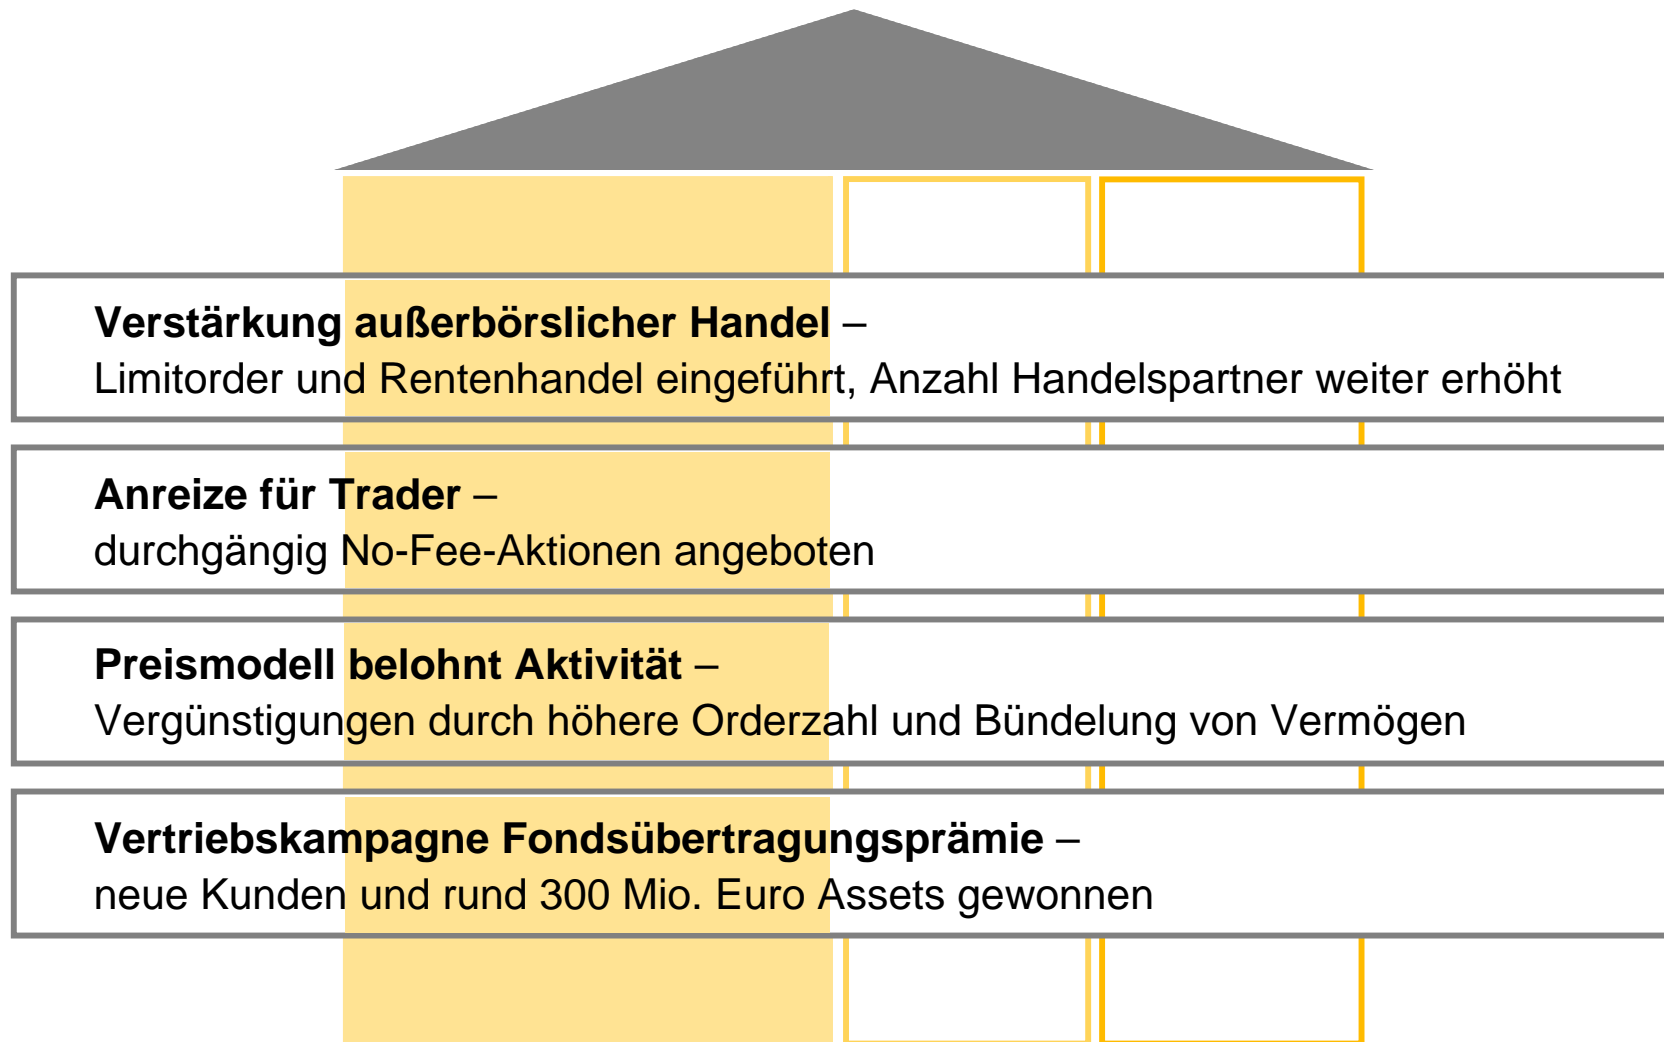 Verstärkung außerbörslicher Handel –
Limitorder und Rentenhandel eingeführt, Anzahl Handelspartner weiter erhöht
Anreize für Trader –
durchgängig No-Fee-Aktionen angeboten
Preismodell belohnt Aktivität –
Vergünstigungen durch höhere Orderzahl und Bündelung von Vermögen
Vertriebskampagne Fondsübertragungsprämie –
neue Kunden und rund 300 Mio. Euro Assets gewonnen